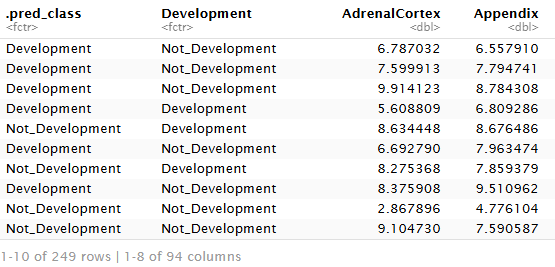 .pred_class Development AdrenalCortex Appendix
<fctr> <fctr> <dbl> <dbl>
Development Not_Development 6.787032 6.557910
Development Not_Development 7.599913 7.794741
Development Not_Development 9.914123 8.784308
Development Development 5.608809 6.809286
Not_Development Development 8.634448 8.676486
Development Not_Development 6.692790 7.963474
Not_Development Development 8.275368 7.859379
Development Not_Development 8.375908 9.510962
Not_Development Not_Development 2.867896 4.776104
Not_Development Not_Development 9.104730 7.590587
1-10 of 249 rows | 1-8 of 94 columns